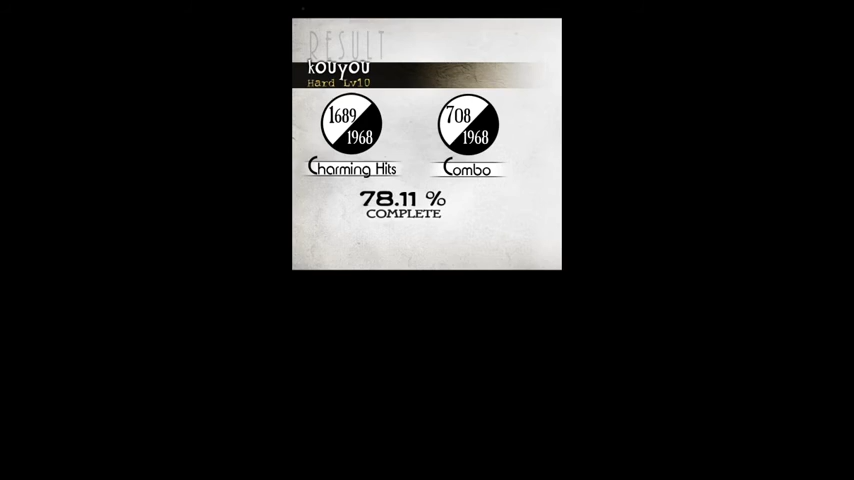 RESULT
kouyou
Hard Lv10
1689
1968
708
1968
Charming Hits
Combo
78.11 %
COMPLETE